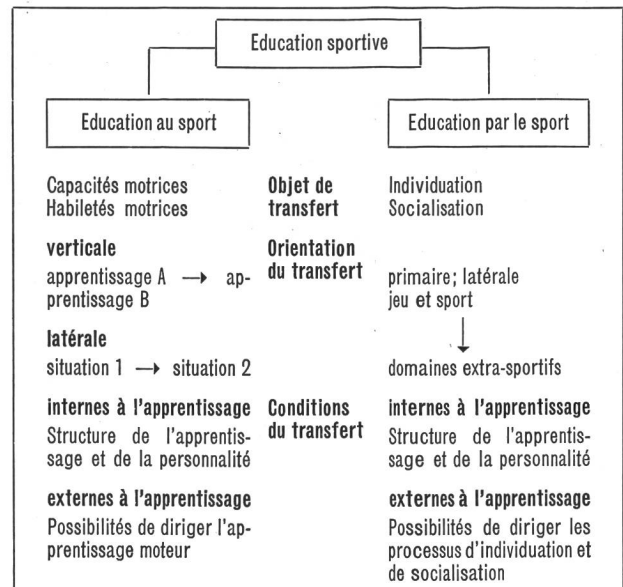 Education sportive
Education au sport
Education par le sport
Capacités motrices
Habiletés motrices
Objet de
transfert
Individuation
Socialisation
verticale
apprentissage A → ap-
prentissage B
Orientation
du transfert
primaire; latérale
jeu et sport
↓
latérale
situation 1 → situation 2
domaines extra-sportifs
internes à l'apprentissage
Structure de l'apprentis-
sage et de la personnalité
Conditions
du transfert
internes à l'apprentissage
Structure de l'apprentis-
sage et de la personnalité
externes à l'apprentissage
Possibilités de diriger l'ap-
prentissage moteur
externes à l'apprentissage
Possibilités de diriger les
processus d'individuation et
de socialisation